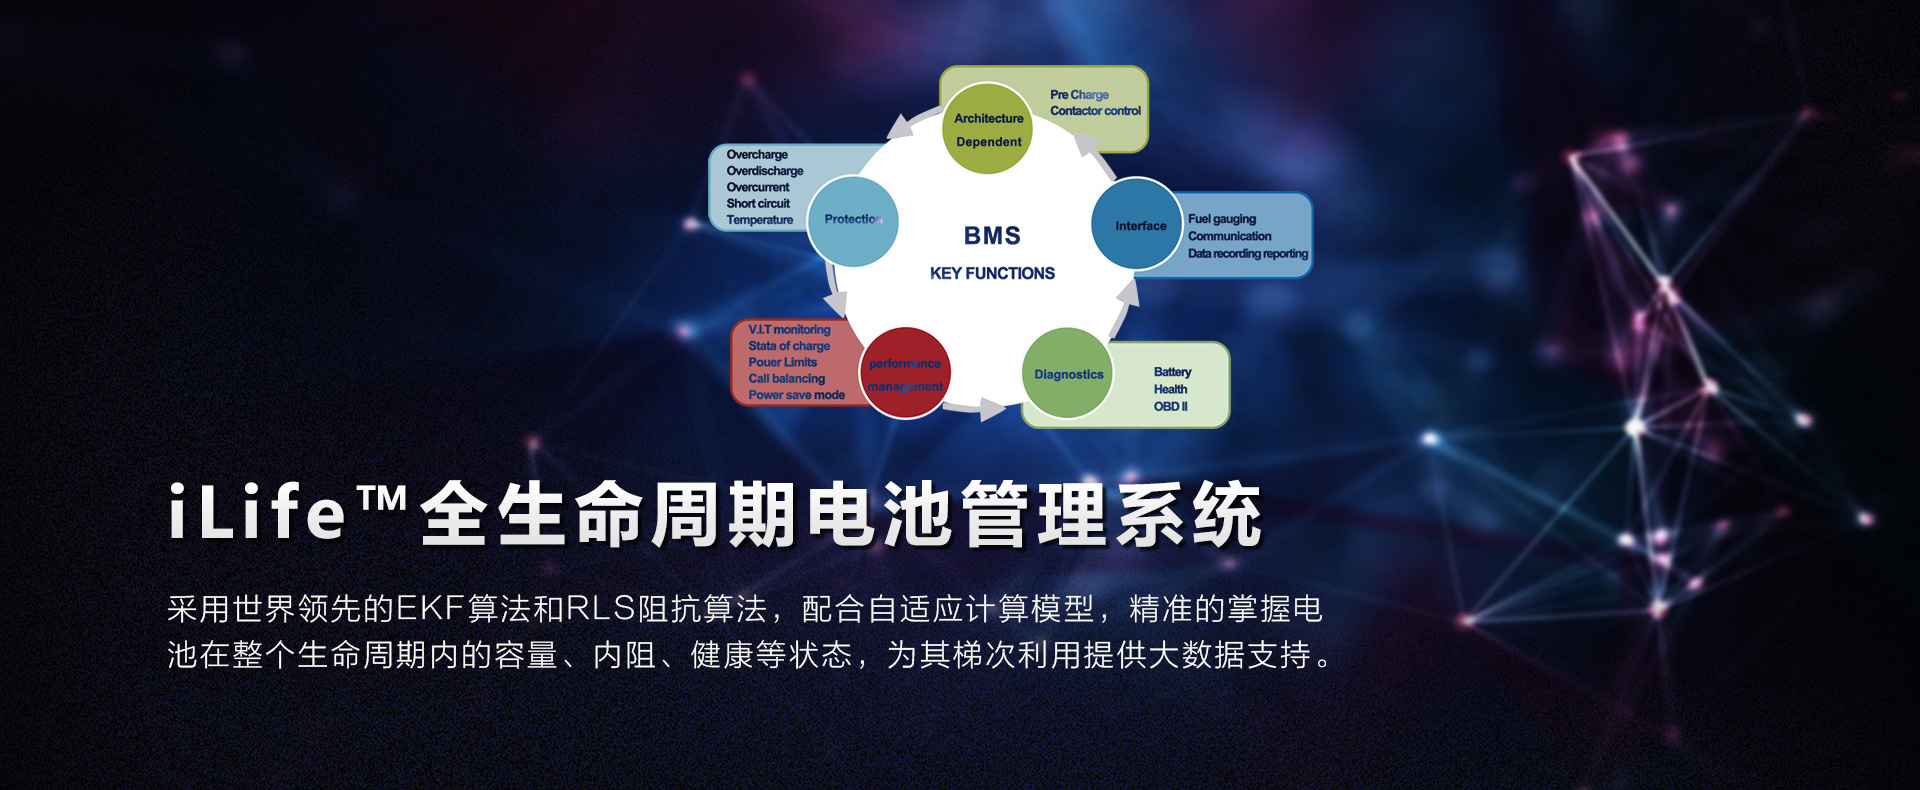 Pre Charge
Contactor control
Architecture
Dependent
Overcharge
Overdischarge
Overcurrent
Short circuit
Temperature
Protection
BMS
KEY FUNCTIONS
Interface
Fuel gauging
Communication
Data recording reporting
V.I.T monitoring
Stata of charge
Pouer Limits
Call balancing
Power save mode
performance
management
Diagnostics
Battery
Health
OBD II
iLife™全生命周期电池管理系统
采用世界领先的EKF算法和RLS阻抗算法，配合自适应计算模型，精准的掌握电
池在整个生命周期内的容量、内阻、健康等状态，为其梯次利用提供大数据支持。